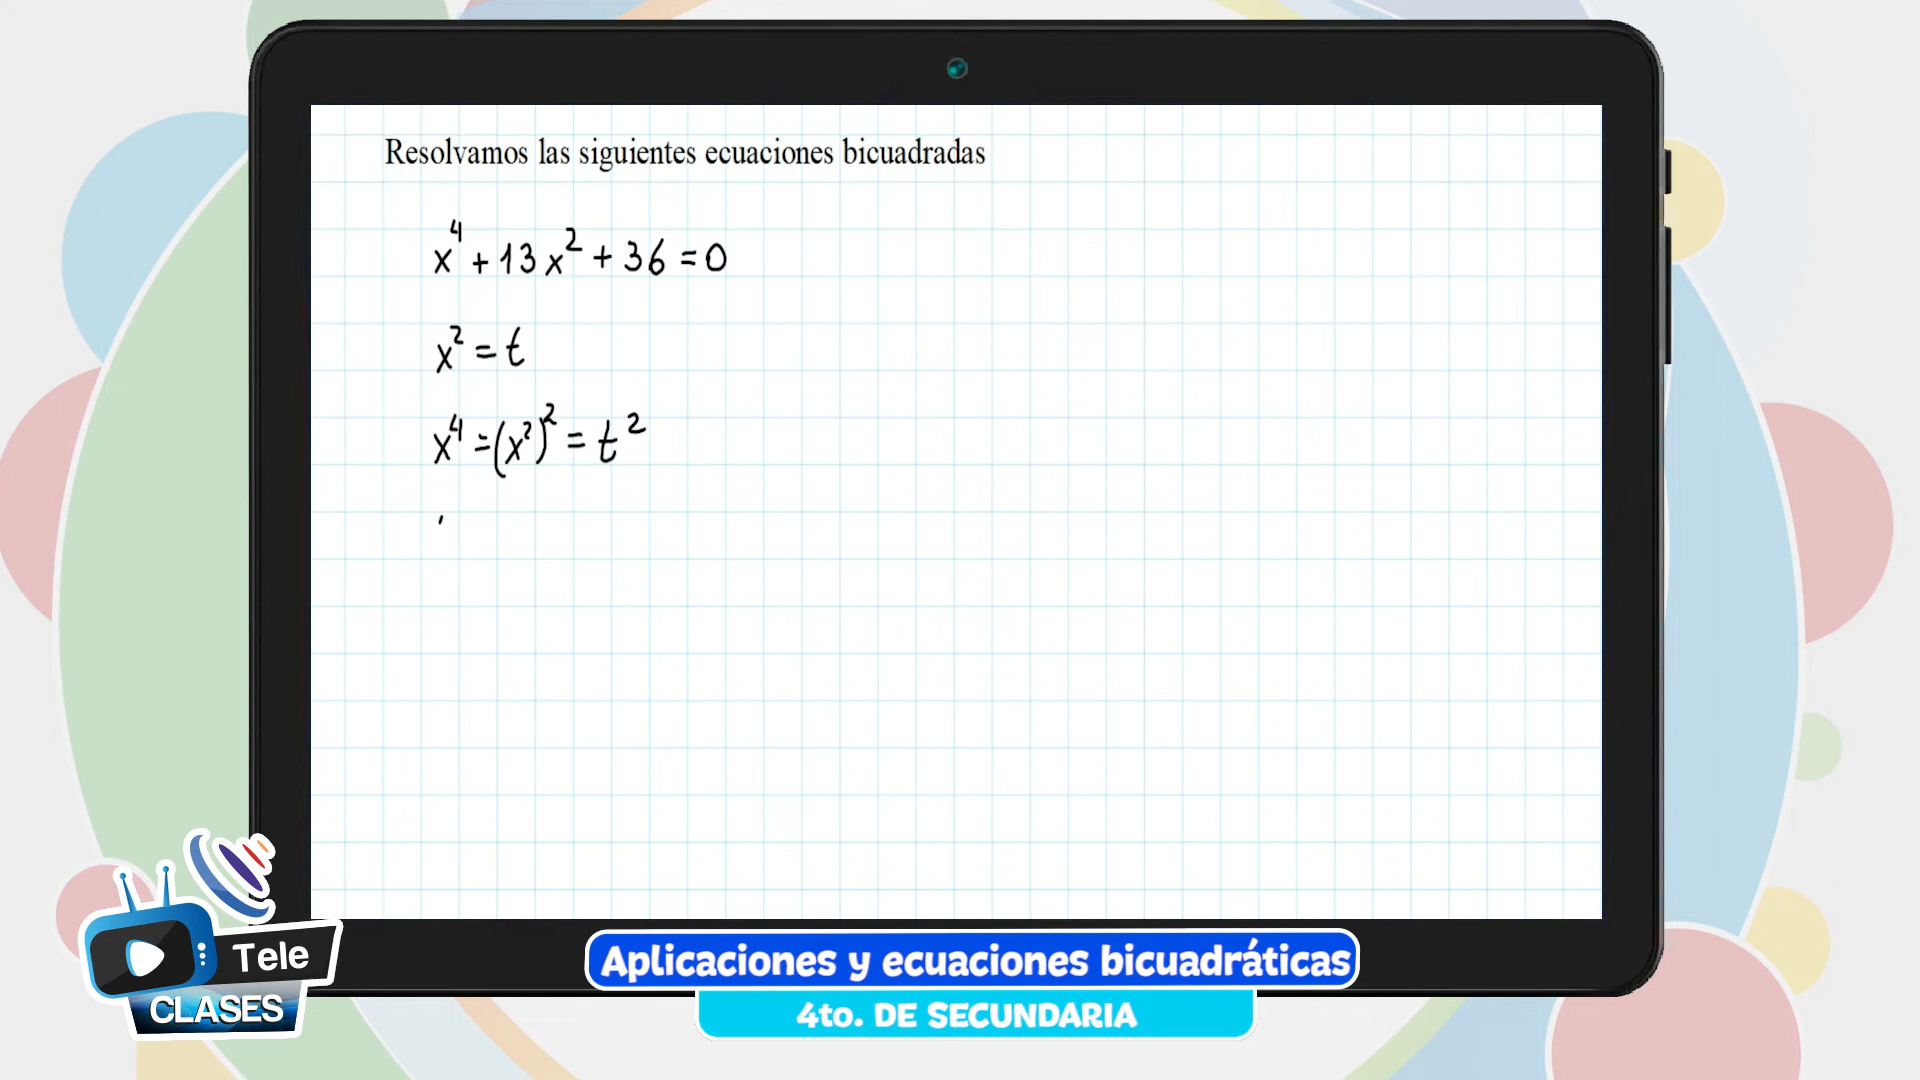 Resolvamos las siguientes ecuaciones bicuadradas
x⁴ + 13x² + 36 = 0
x² = t
x⁴ = (x²)² = t²
Tele
CLASES
Aplicaciones y ecuaciones bicuadráticas
4to. DE SECUNDARIA